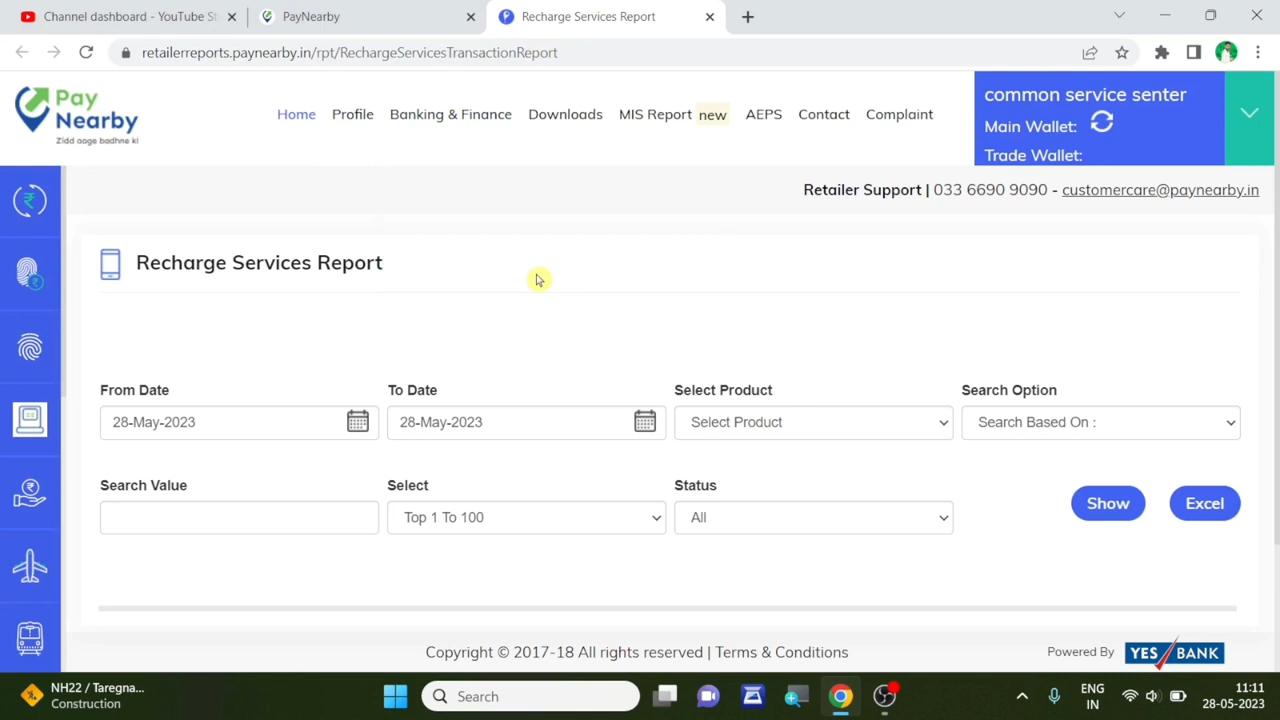 Channel dashboard - YouTube St
PayNearby
Recharge Services Report
retailerreports.paynearby.in/rpt/RechargeServicesTransactionReport
Pay
Nearby
Zidd aage badhne ki
Home Profile Banking & Finance Downloads MIS Report new AEPS Contact Complaint
common service senter
Main Wallet:
Trade Wallet:
Retailer Support | 033 6690 9090 - customercare@paynearby.in
Recharge Services Report
From Date To Date Select Product Search Option
28-May-2023 28-May-2023 Select Product Search Based On :
Search Value Select Status
Top 1 To 100 All Show Excel
Copyright © 2017-18 All rights reserved | Terms & Conditions
Powered By YES BANK
NH22 / Taregna...
Construction
Search
ENG
IN
11:11
28-05-2023